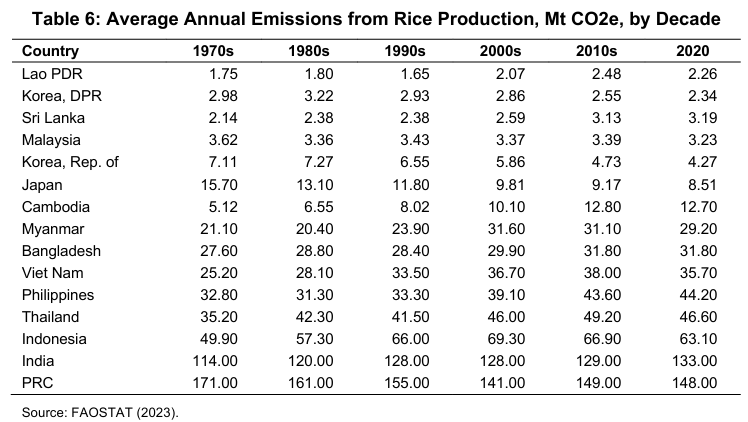 Table 6: Average Annual Emissions from Rice Production, Mt CO2e, by Decade
Country 1970s 1980s 1990s 2000s 2010s 2020
Lao PDR 1.75 1.80 1.65 2.07 2.48 2.26
Korea, DPR 2.98 3.22 2.93 2.86 2.55 2.34
Sri Lanka 2.14 2.38 2.38 2.59 3.13 3.19
Malaysia 3.62 3.36 3.43 3.37 3.39 3.23
Korea, Rep. of 7.11 7.27 6.55 5.86 4.73 4.27
Japan 15.70 13.10 11.80 9.81 9.17 8.51
Cambodia 5.12 6.55 8.02 10.10 12.80 12.70
Myanmar 21.10 20.40 23.90 31.60 31.10 29.20
Bangladesh 27.60 28.80 28.40 29.90 31.80 31.80
Viet Nam 25.20 28.10 33.50 36.70 38.00 35.70
Philippines 32.80 31.30 33.30 39.10 43.60 44.20
Thailand 35.20 42.30 41.50 46.00 49.20 46.60
Indonesia 49.90 57.30 66.00 69.30 66.90 63.10
India 114.00 120.00 128.00 128.00 129.00 133.00
PRC 171.00 161.00 155.00 141.00 149.00 148.00
Source: FAOSTAT (2023).